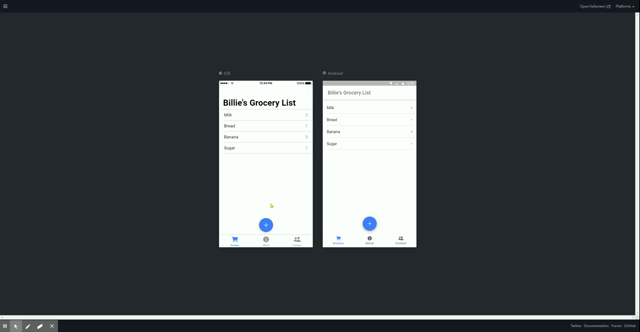 Open fullscreen Platforms
iOS
Android
12:53 PM 100%
Billie's Grocery List
Milk
Bread
Banana
Sugar
Billie's Grocery List
Milk
Bread
Banana
Sugar
Twitter Documentation Forum GitHub